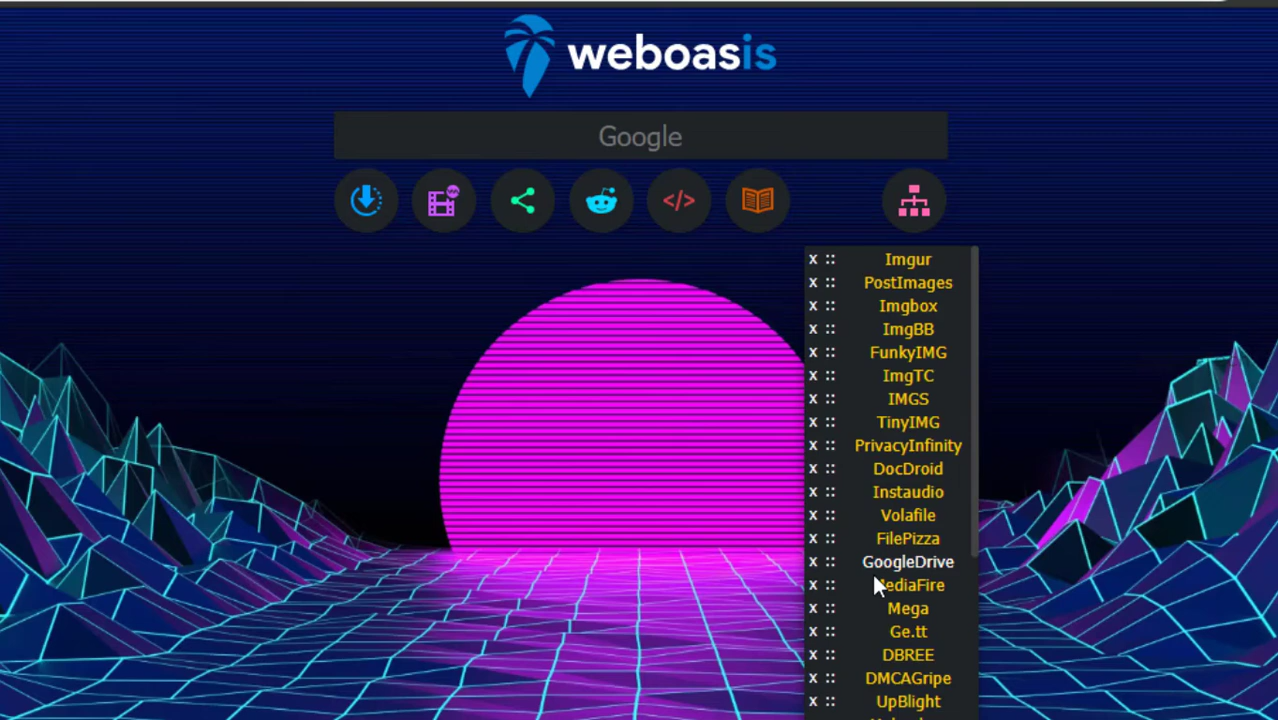 weboasis
Google
x :: Imgur
x :: PostImages
x :: Imgbox
x :: ImgBB
x :: FunkyIMG
x :: ImgTC
x :: IMGS
x :: TinyIMG
x :: PrivacyInfinity
x :: DocDroid
x :: Instaudio
x :: Volafile
x :: FilePizza
x :: GoogleDrive
x :: MediaFire
x :: Mega
x :: Ge.tt
x :: DBREE
x :: DMCAGripe
x :: UpBlight